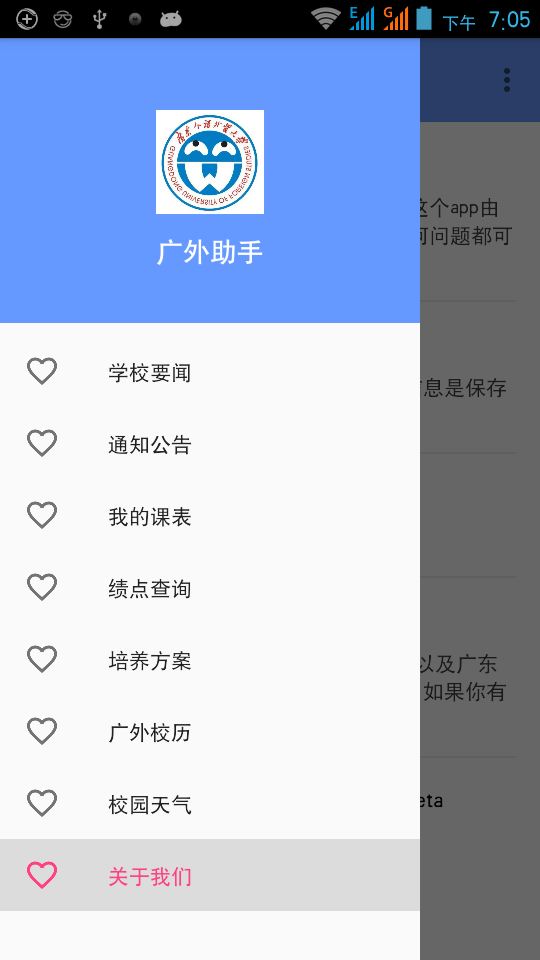 E G 下午 7:05
广东外语外贸大学
GUANGDONG UNIVERSITY OF FOREIGN STUDIES
广外助手
学校要闻
通知公告
我的课表
绩点查询
培养方案
广外校历
校园天气
关于我们
这个app由
可问题都可
息是保存
以及广东
如果你有
eta